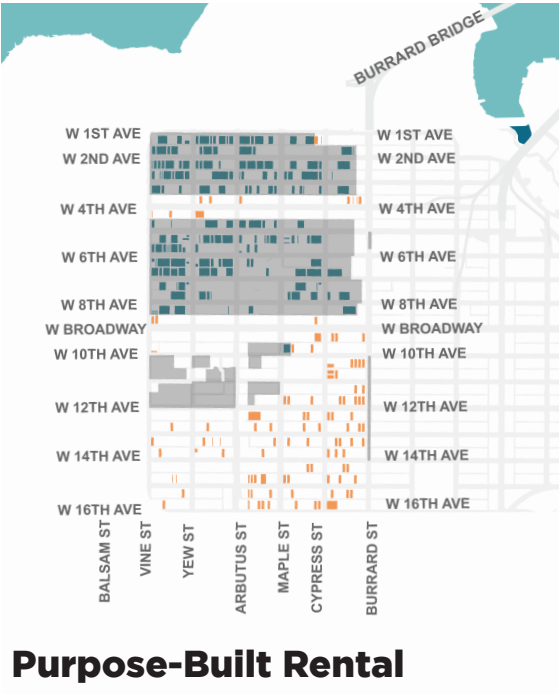 BURRARD BRIDGE
W 1ST AVE
W 1ST AVE
W 2ND AVE
W 2ND AVE
W 4TH AVE
W 4TH AVE
W 6TH AVE
W 6TH AVE
W 8TH AVE
W 8TH AVE
W BROADWAY
W BROADWAY
W 10TH AVE
W 10TH AVE
W 12TH AVE
W 12TH AVE
W 14TH AVE
W 14TH AVE
W 16TH AVE
W 16TH AVE
BALSAM ST
VINE ST
YEW ST
ARBUTUS ST
MAPLE ST
CYPRESS ST
BURRARD ST
Purpose-Built Rental